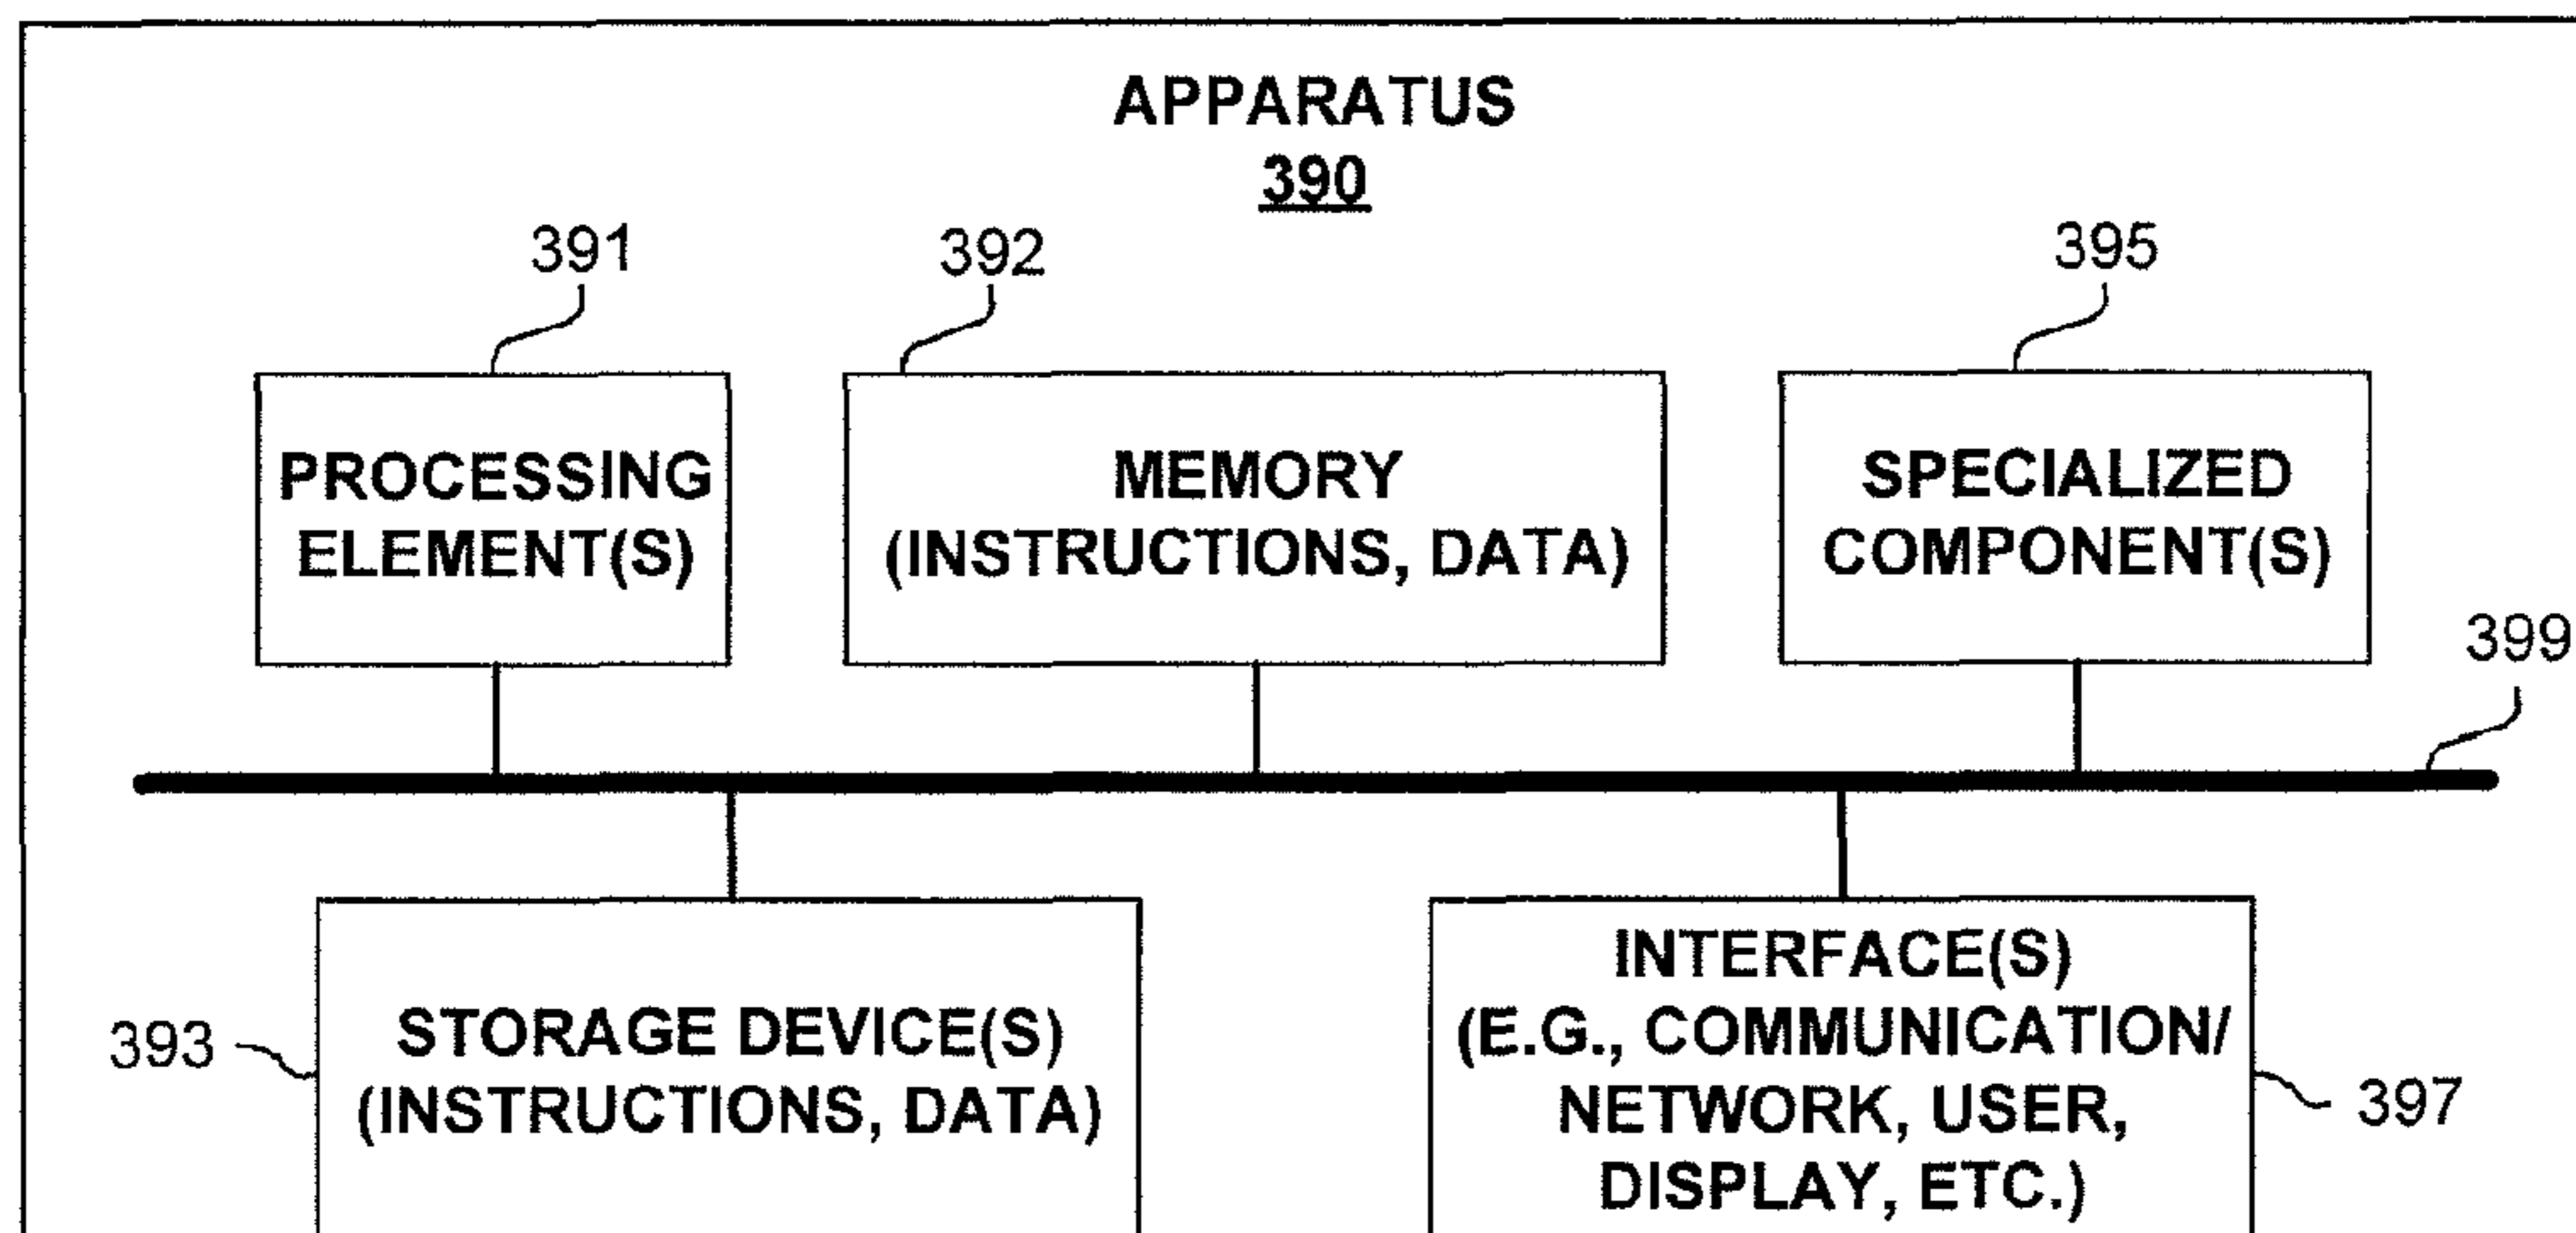 APPARATUS
390
391
392
395
PROCESSING
ELEMENT(S)
MEMORY
(INSTRUCTIONS, DATA)
SPECIALIZED
COMPONENT(S)
399
393
STORAGE DEVICE(S)
(INSTRUCTIONS, DATA)
INTERFACE(S)
(E.G., COMMUNICATION/
NETWORK, USER,
DISPLAY, ETC.)
397